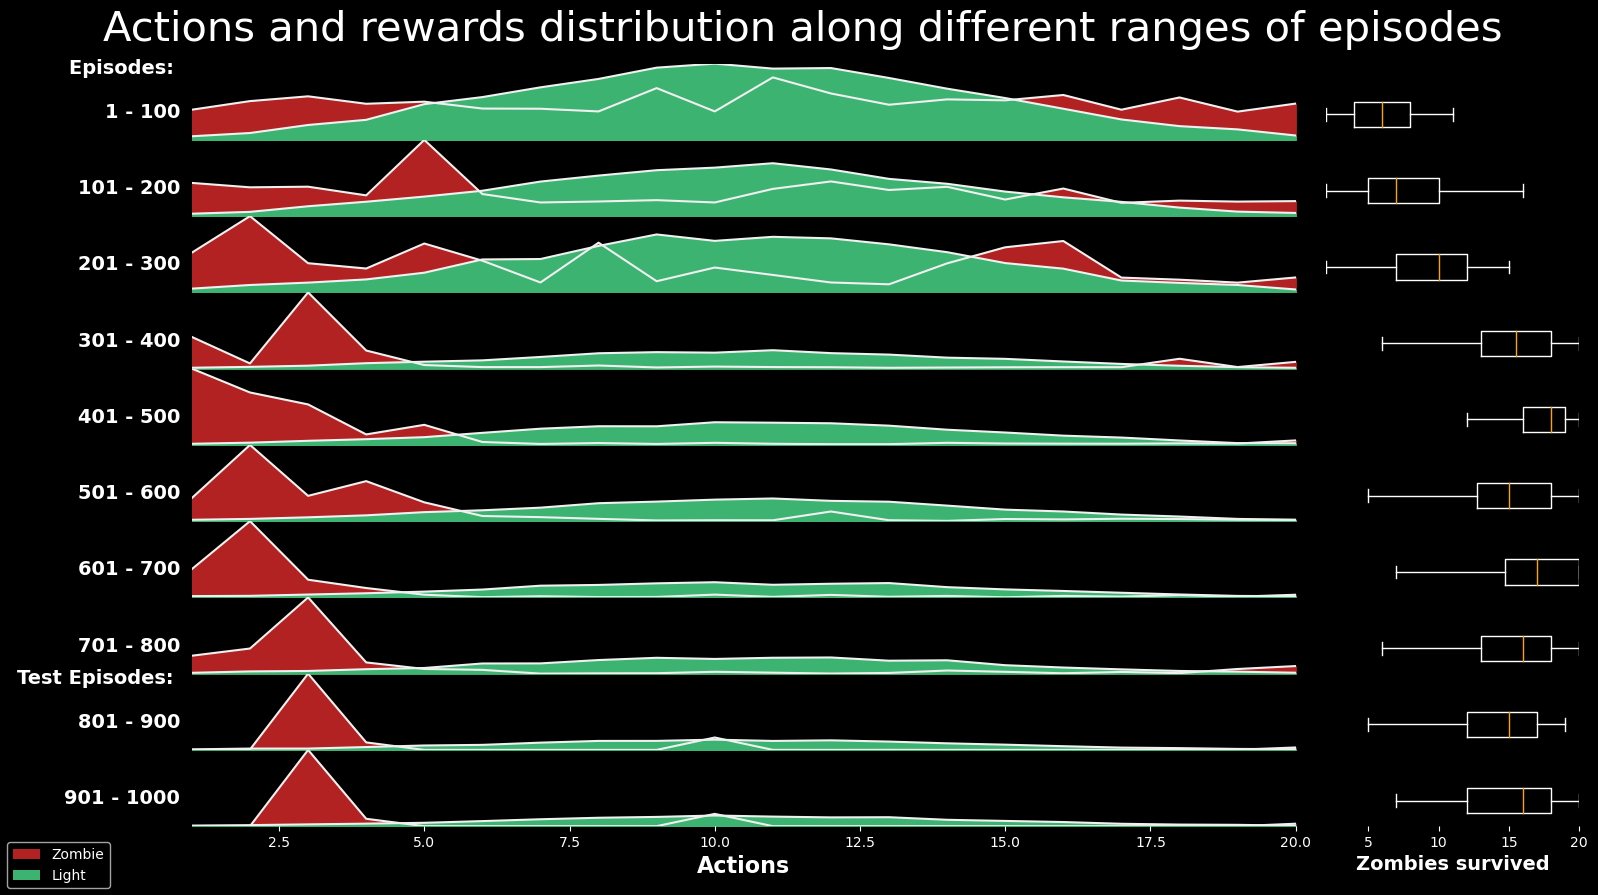 Actions and rewards distribution along different ranges of episodes
Episodes:
1 - 100
101 - 200
201 - 300
301 - 400
401 - 500
501 - 600
601 - 700
701 - 800
Test Episodes:
801 - 900
901 - 1000
2.5 5.0 7.5 10.0 12.5 15.0 17.5 20.0
Actions
5 10 15 20
Zombies survived
Zombie
Light